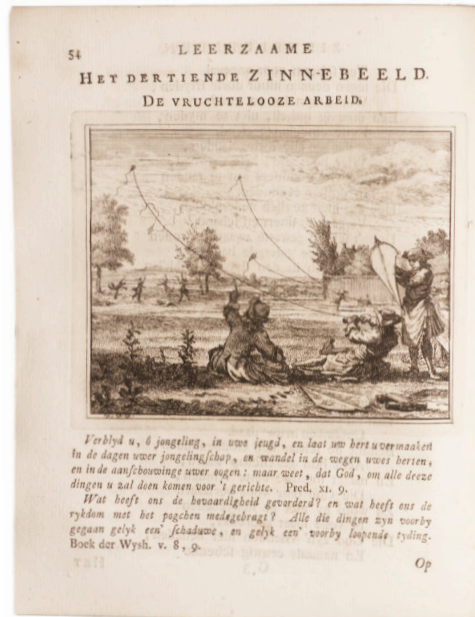 54
LEERZAAME
HET DERTIENDE ZINNEBEELD.
DE VRUCHTELOOZE ARBEID.
Verblyd u, ó jongeling, in uwe jeugd, en laat uw hert u vermaaken
In de dagen uwer jongelingschap, en wandel in de wegen uwes herten,
en in de aanschouwinge uwer oogen: maar weet, dat God, om alle deeze
dingen u zal doen komen voor 't gerichte. Pred. XI. 9.
Wat heeft ons de hovaardigheid gevorderd? en wat heeft ons de
rykdom met het pogchen medegebragt? Alle die dingen zyn voorby
gegaan gelyk een' schaduwe, en gelyk een' voorby loopende tyding.
Boek der Wysh. v. 8, 9.
Op